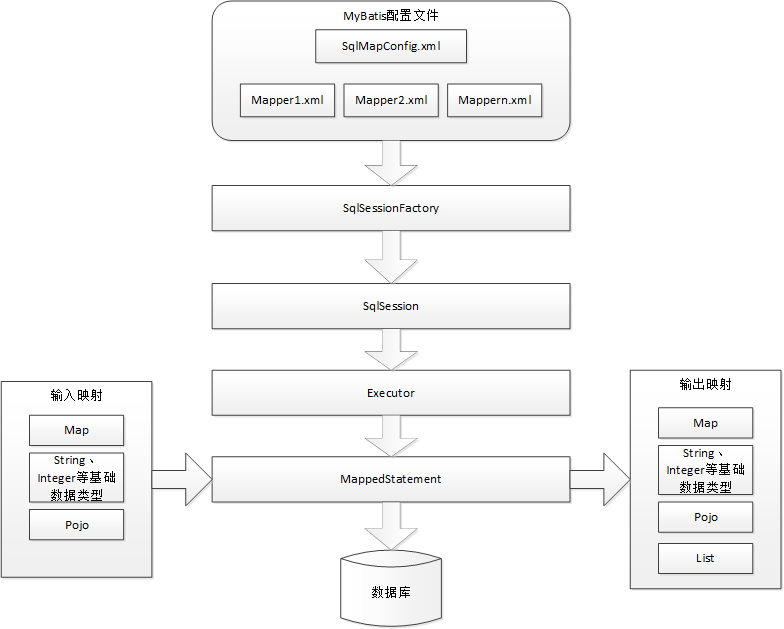 MyBatis配置文件
SqlMapConfig.xml
Mapper1.xml
Mapper2.xml
Mappern.xml
SqlSessionFactory
SqlSession
Executor
输入映射
Map
String、
Integer等基础
数据类型
Pojo
MappedStatement
输出映射
Map
String、
Integer等基础
数据类型
Pojo
List
数据库